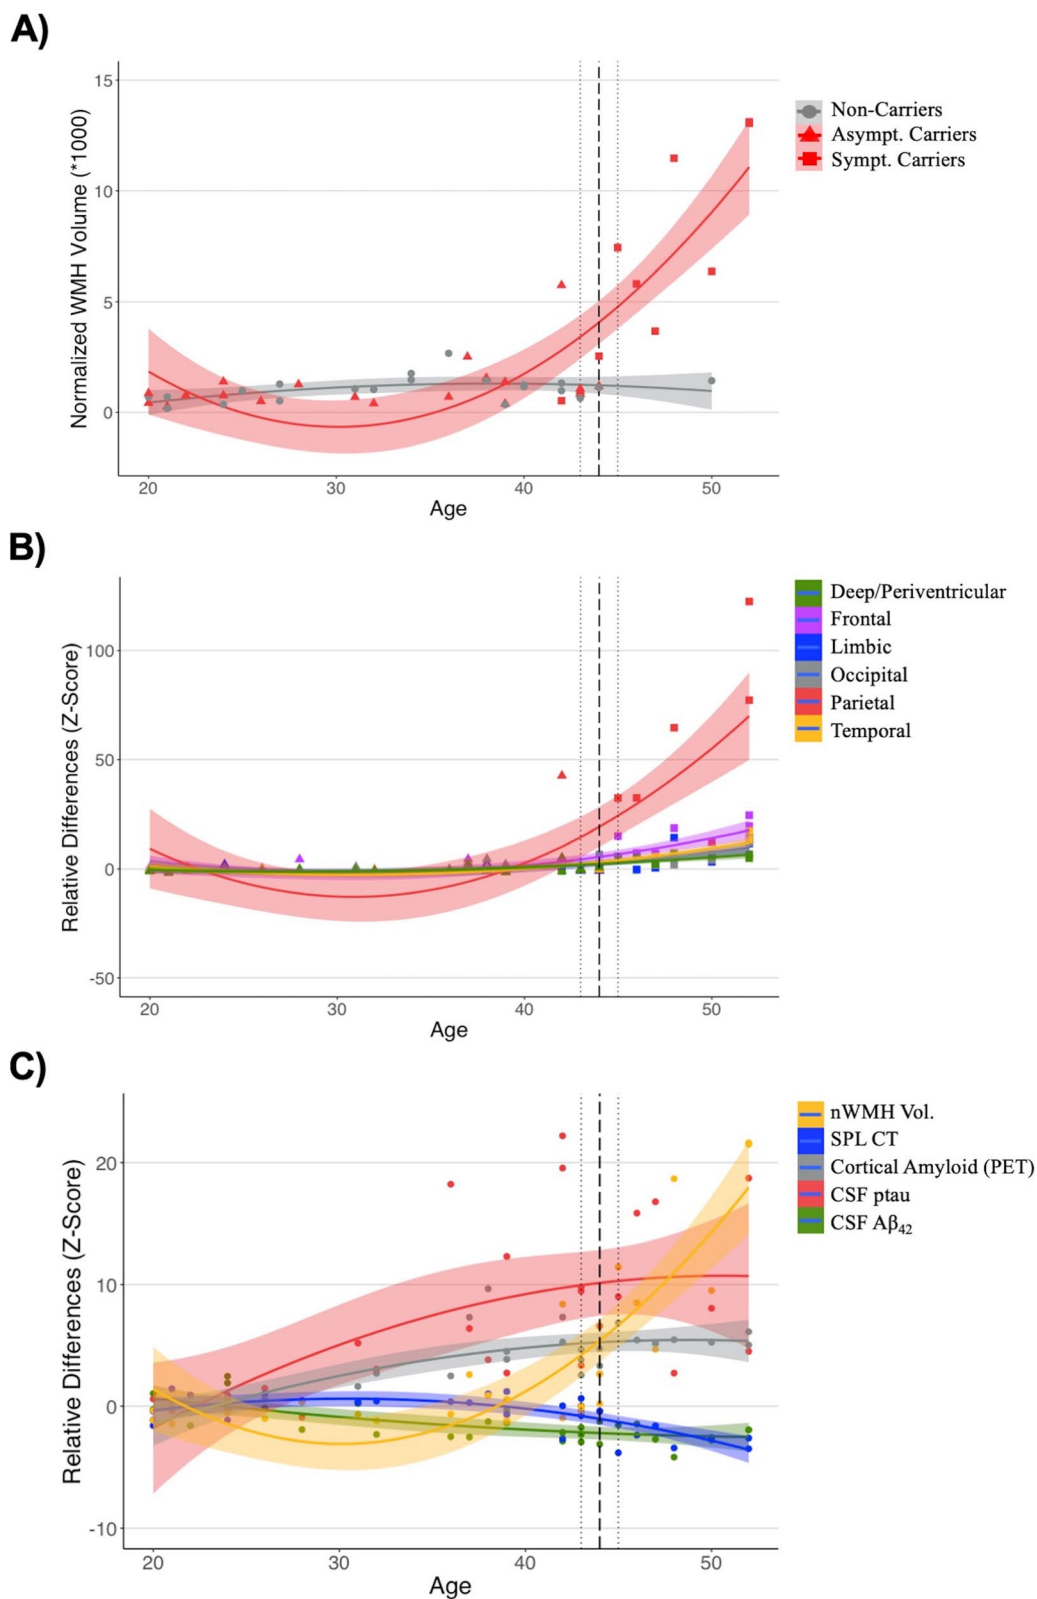 A)
Normalized WMH Volume (*1000)
15
10
5
0
20
30
40
50
Age
Non-Carriers
Asympt. Carriers
Sympt. Carriers
B)
Relative Differences (Z-Score)
100
50
0
-50
20
30
40
50
Age
Deep/Periventricular
Frontal
Limbic
Occipital
Parietal
Temporal
C)
Relative Differences (Z-Score)
20
10
0
-10
20
30
40
50
Age
nWMH Vol.
SPL CT
Cortical Amyloid (PET)
CSF ptau
CSF Aβ₄₂